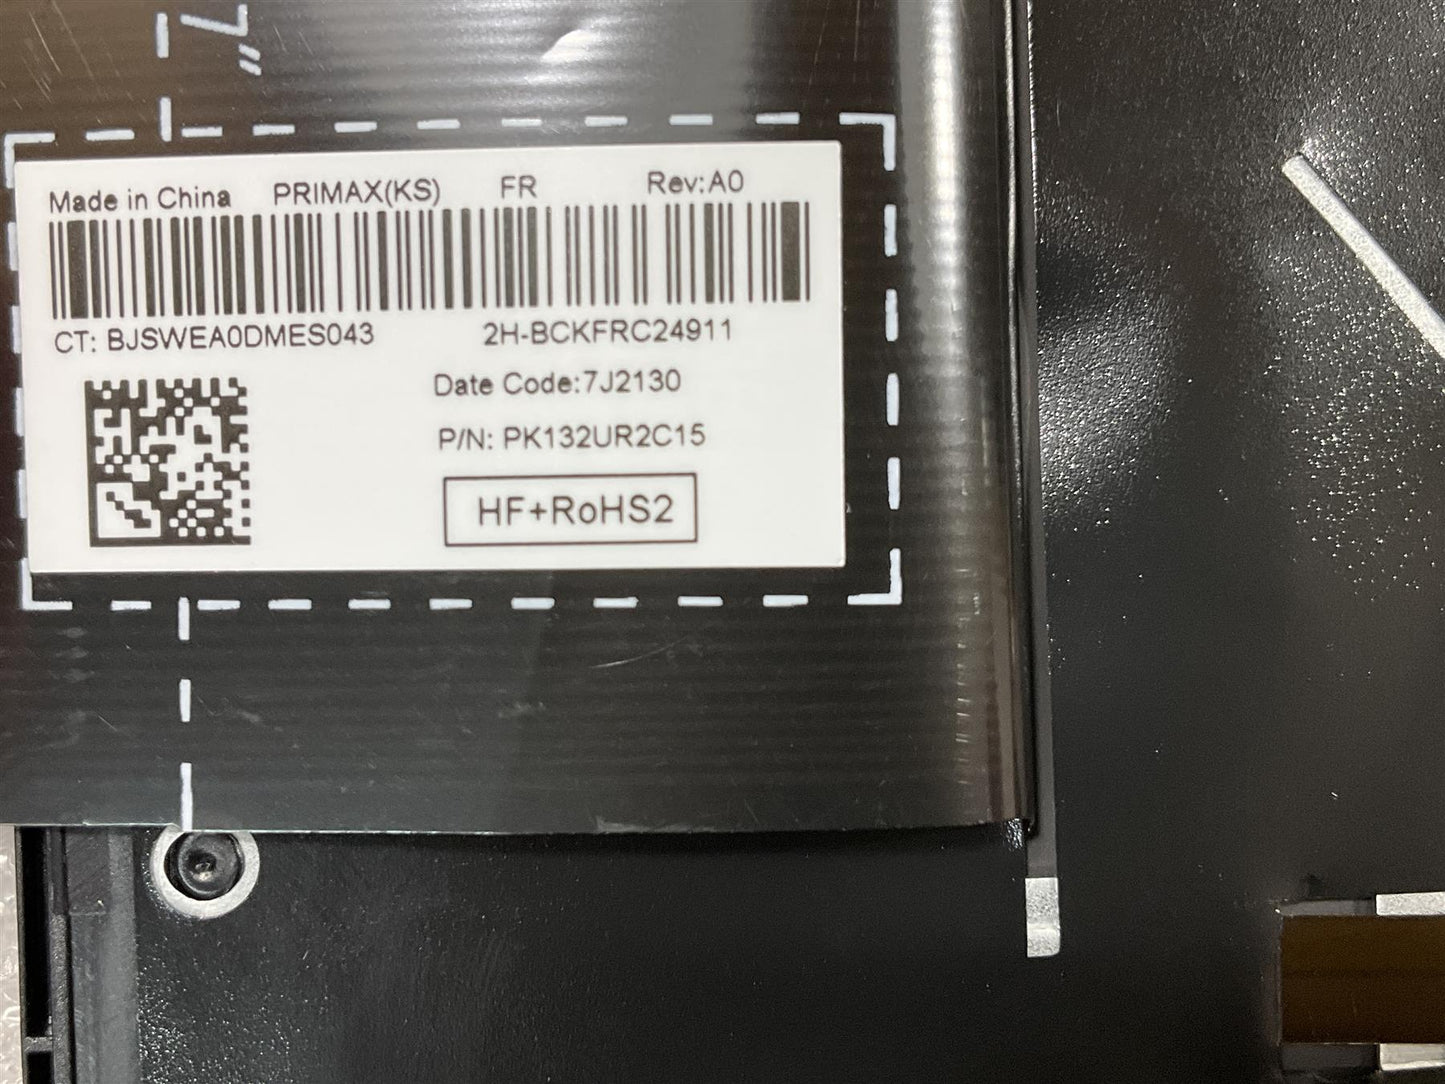 Made in China PRIMAX(KS) FR Rev:A0
CT: BJSWEA0DMES043 2H-BCKFRC24911
Date Code:7J2130
P/N: PK132UR2C15
HF+RoHS2